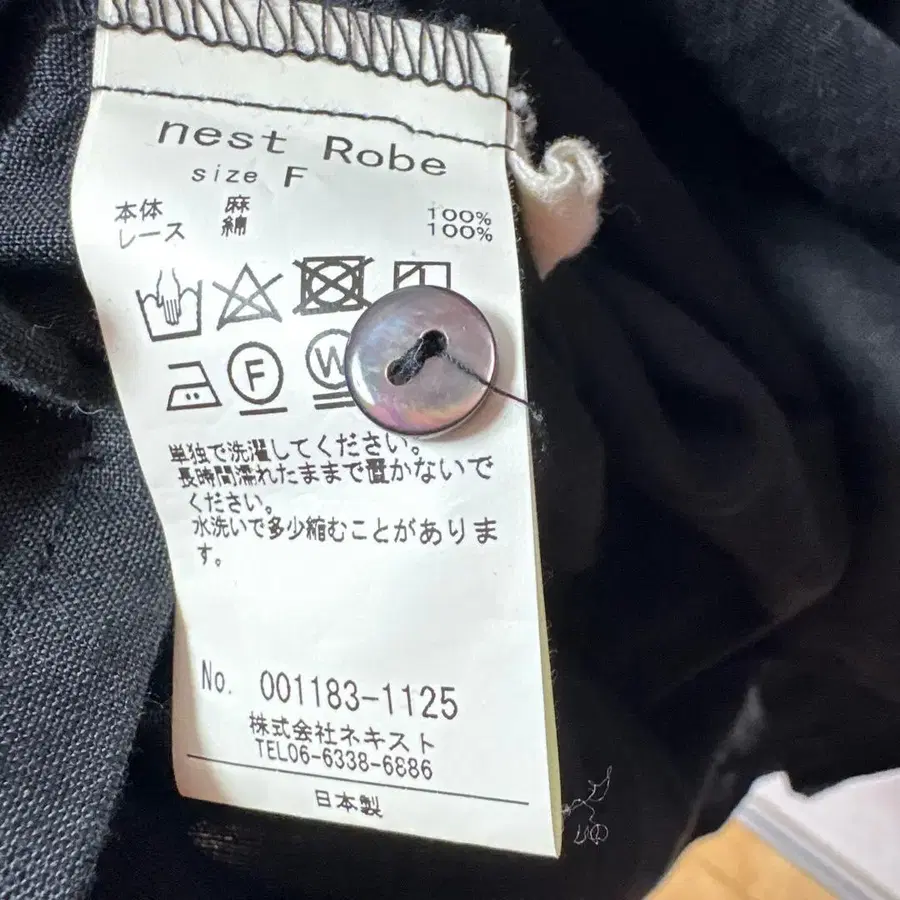 nest Robe
size F
本体 麻 100%
レース 綿 100%
F W
単独で洗濯してください。
長時間濡れたままで置かないで
ください。
水洗いで多少縮むことがありま
す。
No. 001183-1125
株式会社ネキスト
TEL06-6338-6886
日本製